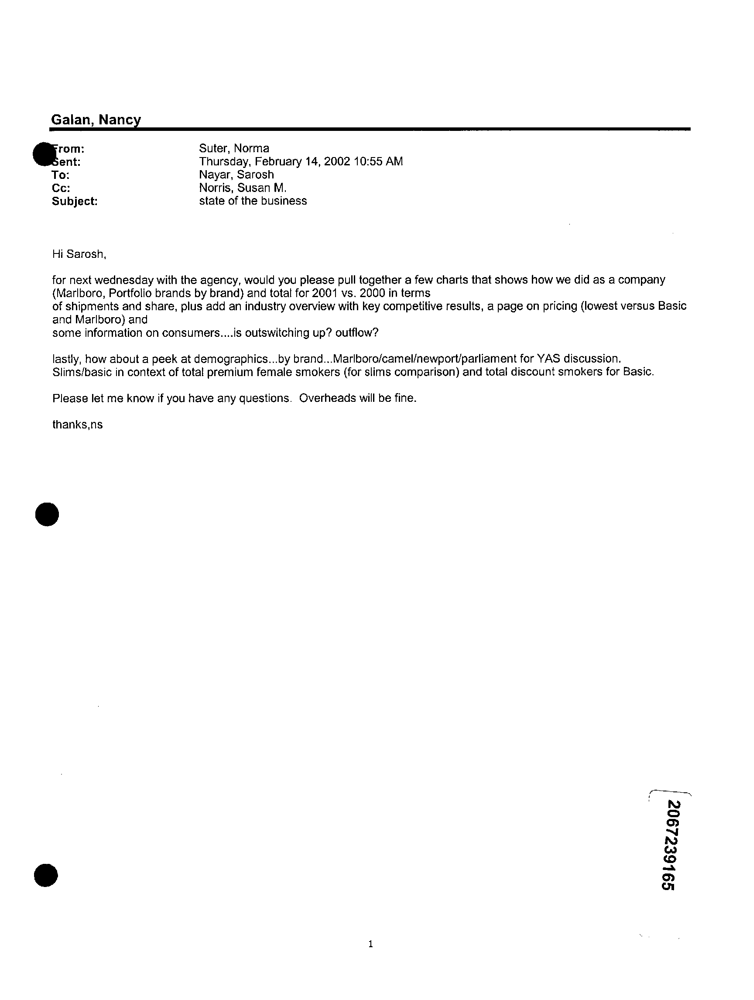 Galan, Nancy
From: Suter, Norma
Sent: Thursday, February 14, 2002 10:55 AM
To: Nayar, Sarosh
Cc: Norris, Susan M.
Subject: state of the business
Hi Sarosh,
for next wednesday with the agency, would you please pull together a few charts that shows how we did as a company
(Marlboro, Portfolio brands by brand) and total for 2001 vs. 2000 in terms
of shipments and share, plus add an industry overview with key competitive results, a page on pricing (lowest versus Basic
and Marlboro) and
some information on consumers....is outswitching up? outflow?
lastly, how about a peek at demographics...by brand...Marlboro/camel/newport/parliament for YAS discussion.
Slims/basic in context of total premium female smokers (for slims comparison) and total discount smokers for Basic.
Please let me know if you have any questions. Overheads will be fine.
thanks,ns
2067239165
1